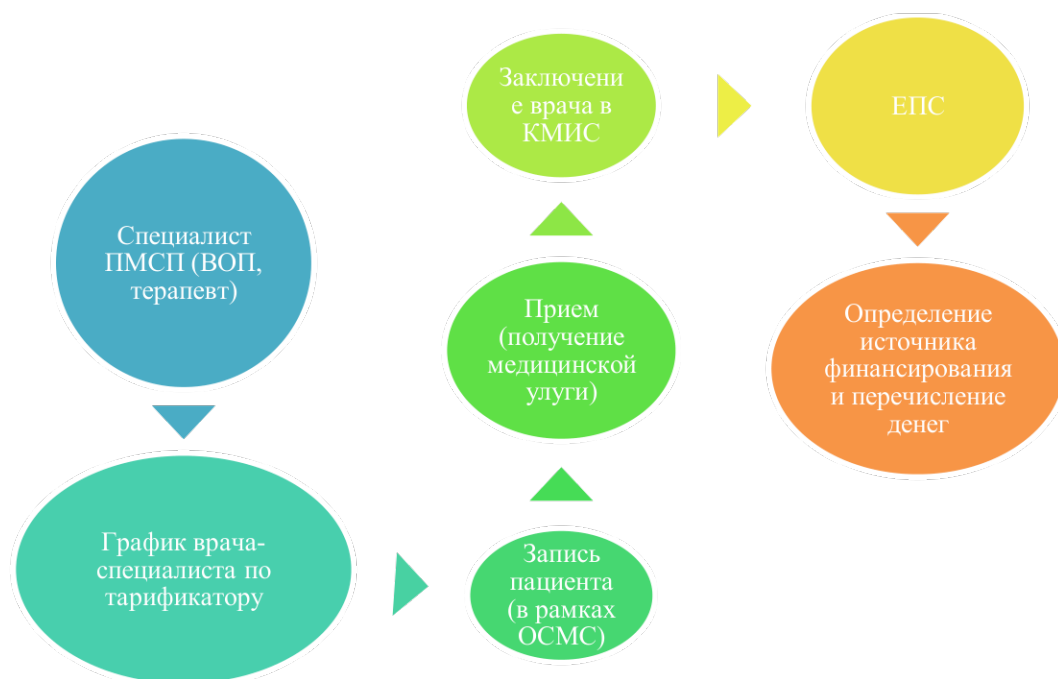 Специалист
ПМСП (ВОП,
терапевт)
График врача-
специалиста по
тарификатору
Запись
пациента
(в рамках
ОСМС)
Прием
(получение
медицинской
улуги)
Заключени
е врача в
КМИС
ЕПС
Определение
источника
финансирования
и перечисление
денег